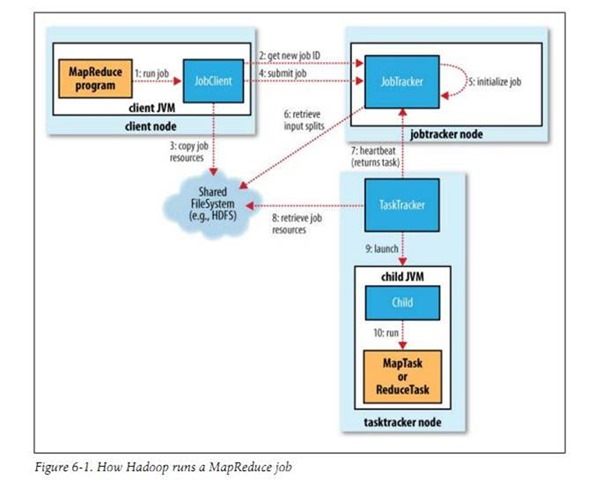 2: get new job ID
MapReduce
program
1: run job
JobClient
4: submit job
JobTracker
5: initialize job
client JVM
client node
jobtracker node
3: copy job
resources
6: retrieve
input splits
7: heartbeat
(returns task)
Shared
FileSystem
(e.g., HDFS)
8: retrieve job
resources
TaskTracker
9: launch
child JVM
Child
10: run
MapTask
or
ReduceTask
tasktracker node
Figure 6-1. How Hadoop runs a MapReduce job